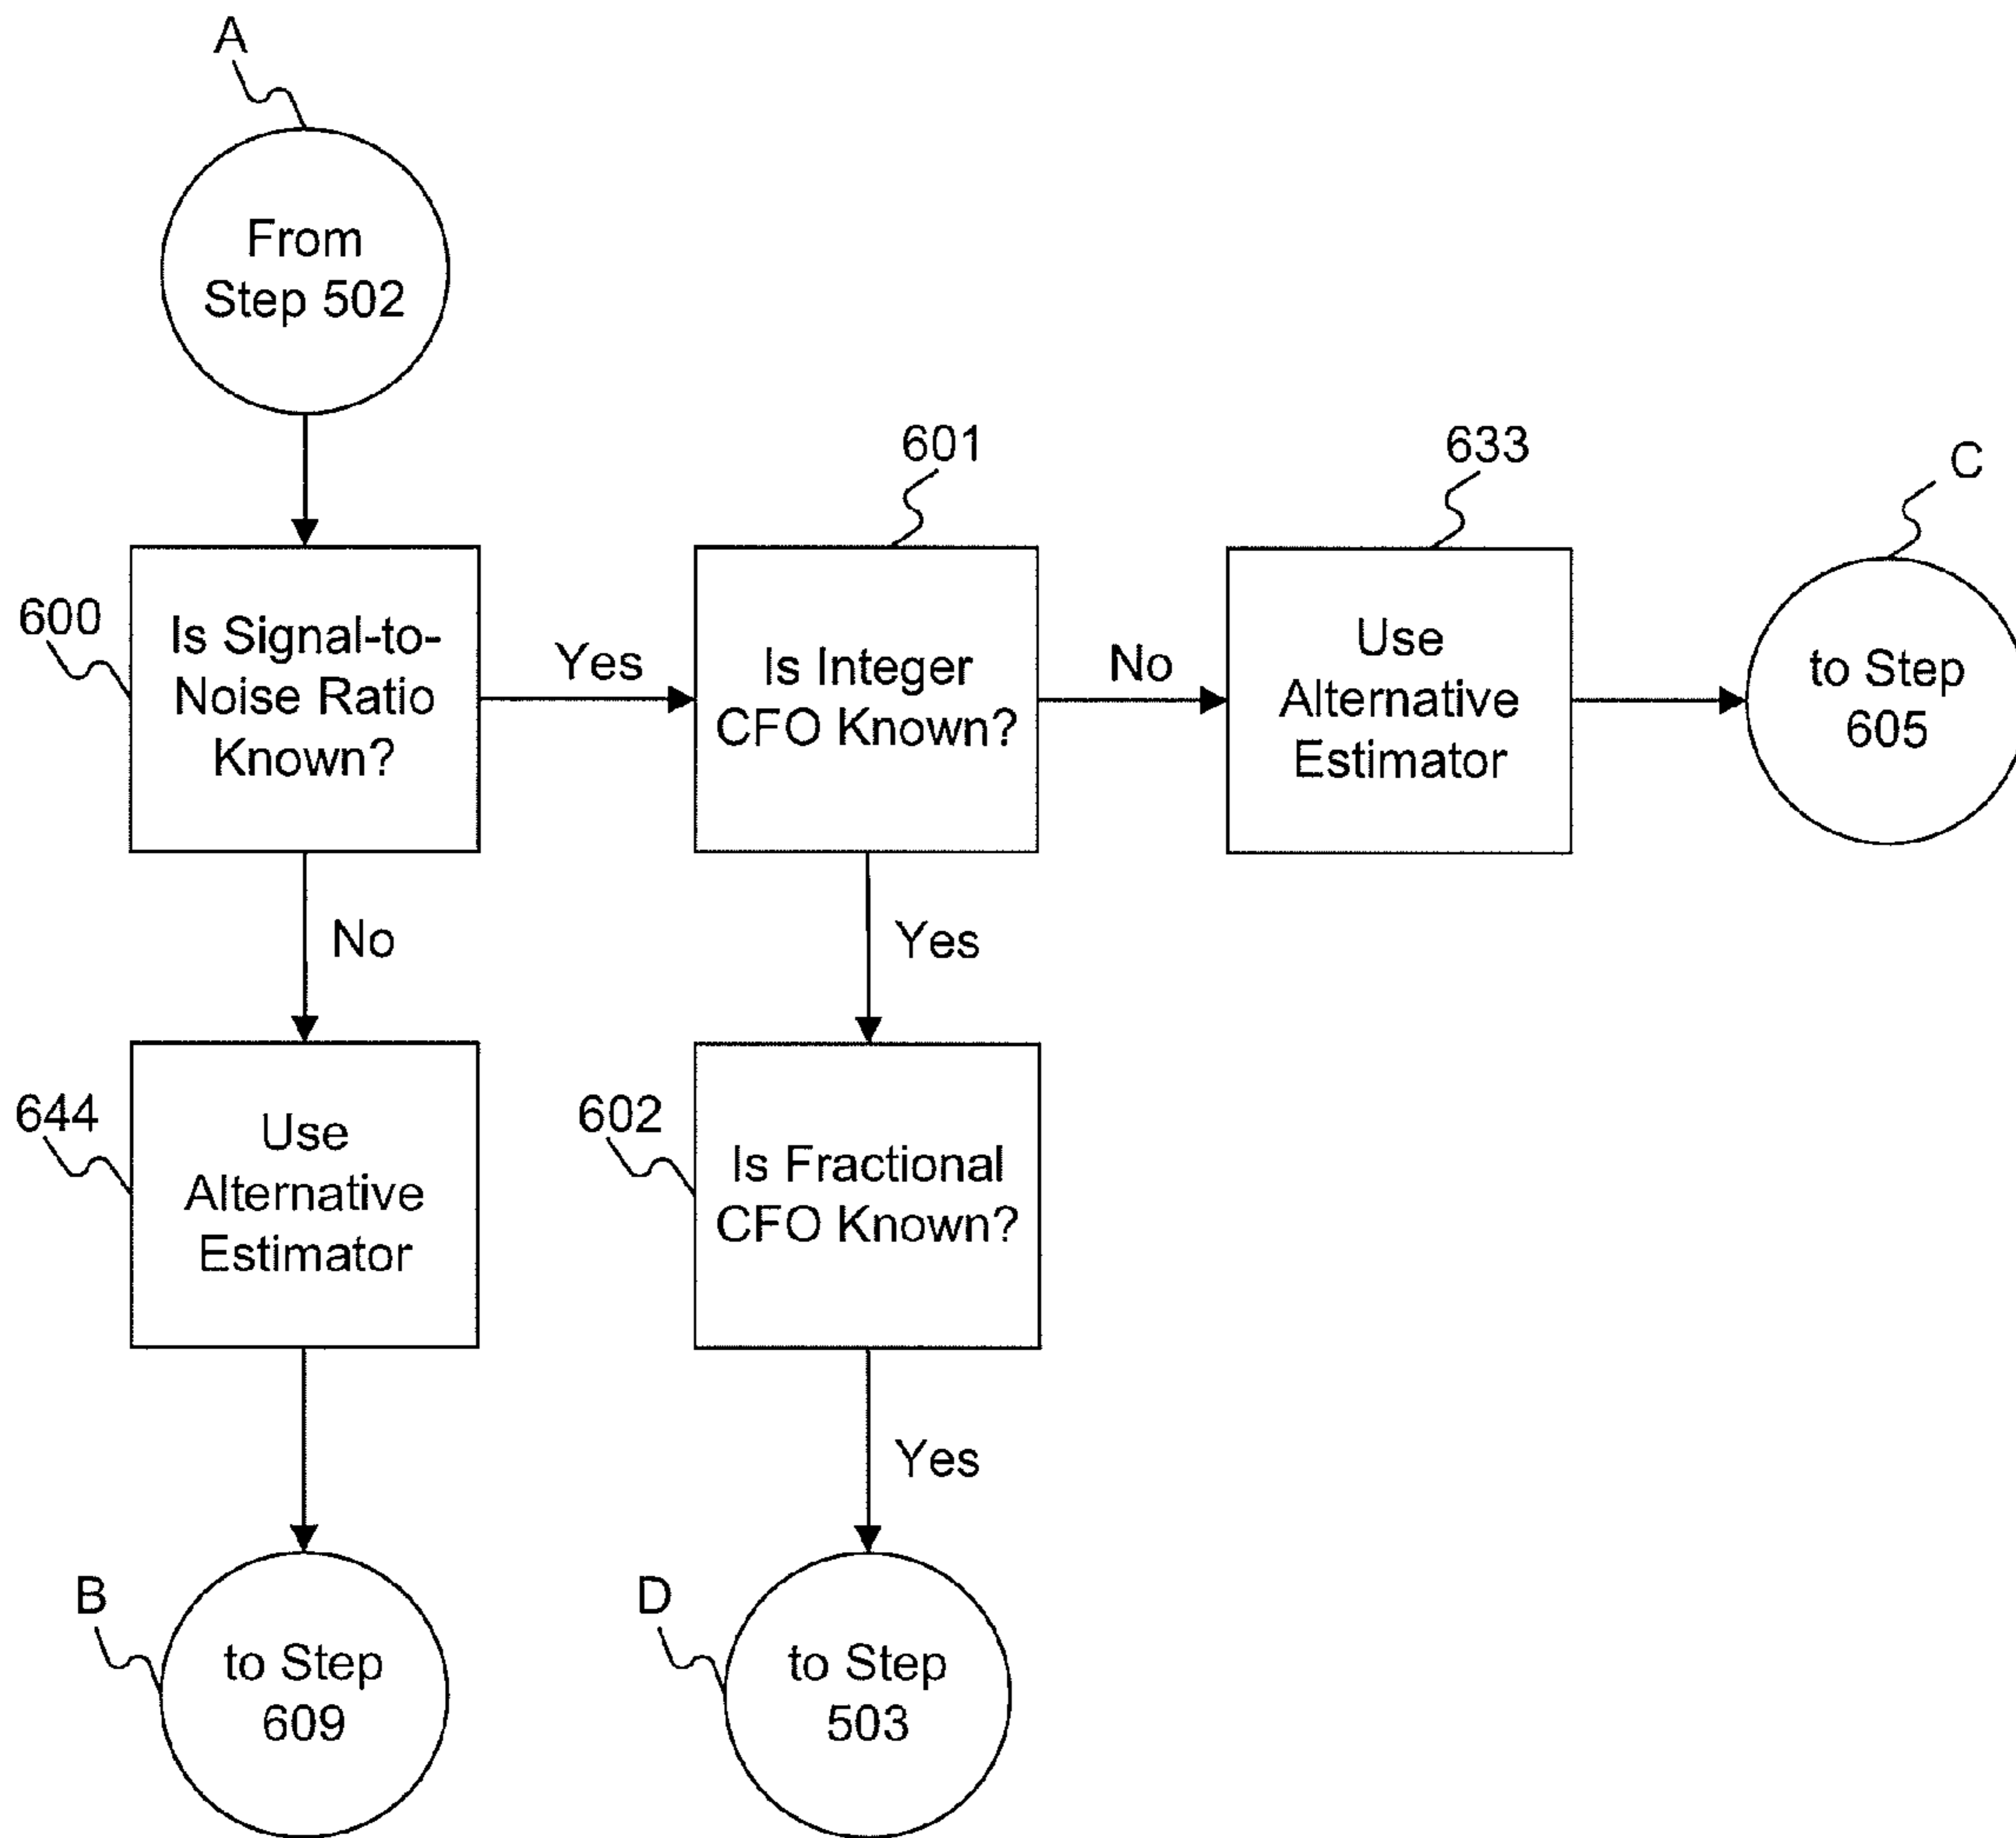 A
From
Step 502
601
633
C
600
Is Signal-to-
Noise Ratio
Known?
Yes
Is Integer
CFO Known?
No
Use
Alternative
Estimator
to Step
605
No
Yes
644
Use
Alternative
Estimator
602
Is Fractional
CFO Known?
Yes
B
to Step
609
D
to Step
503